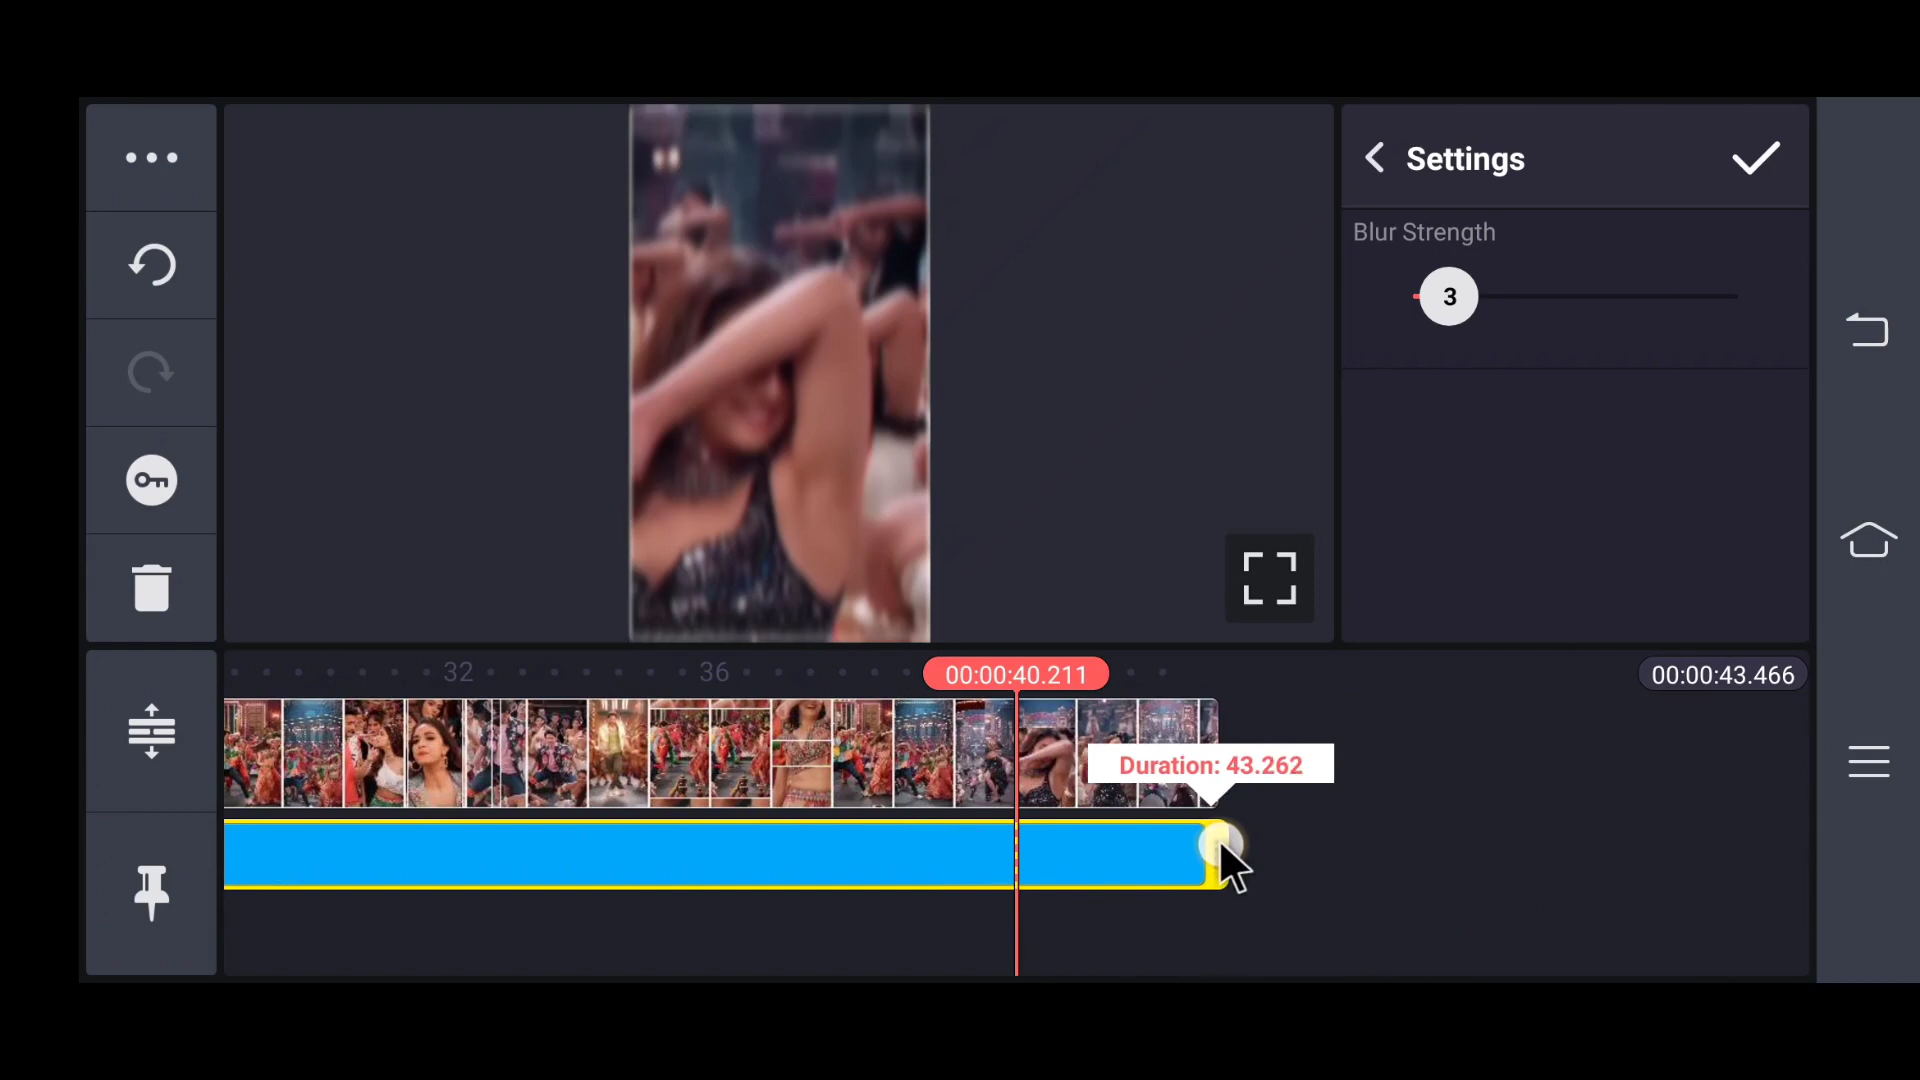 Settings
Blur Strength
3
32
36
00:00:40.211
00:00:43.466
Duration: 43.262